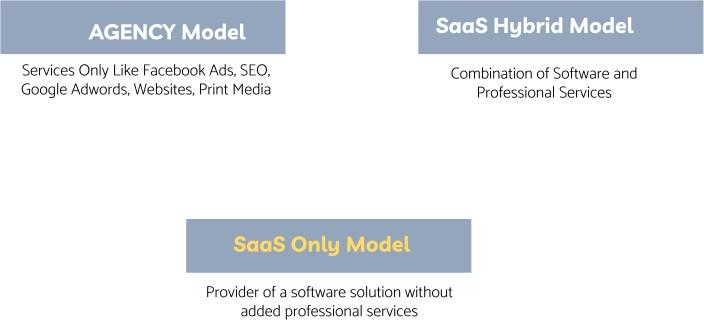 AGENCY Model
Services Only Like Facebook Ads, SEO,
Google Adwords, Websites, Print Media
SaaS Hybrid Model
Combination of Software and
Professional Services
SaaS Only Model
Provider of a software solution without
added professional services